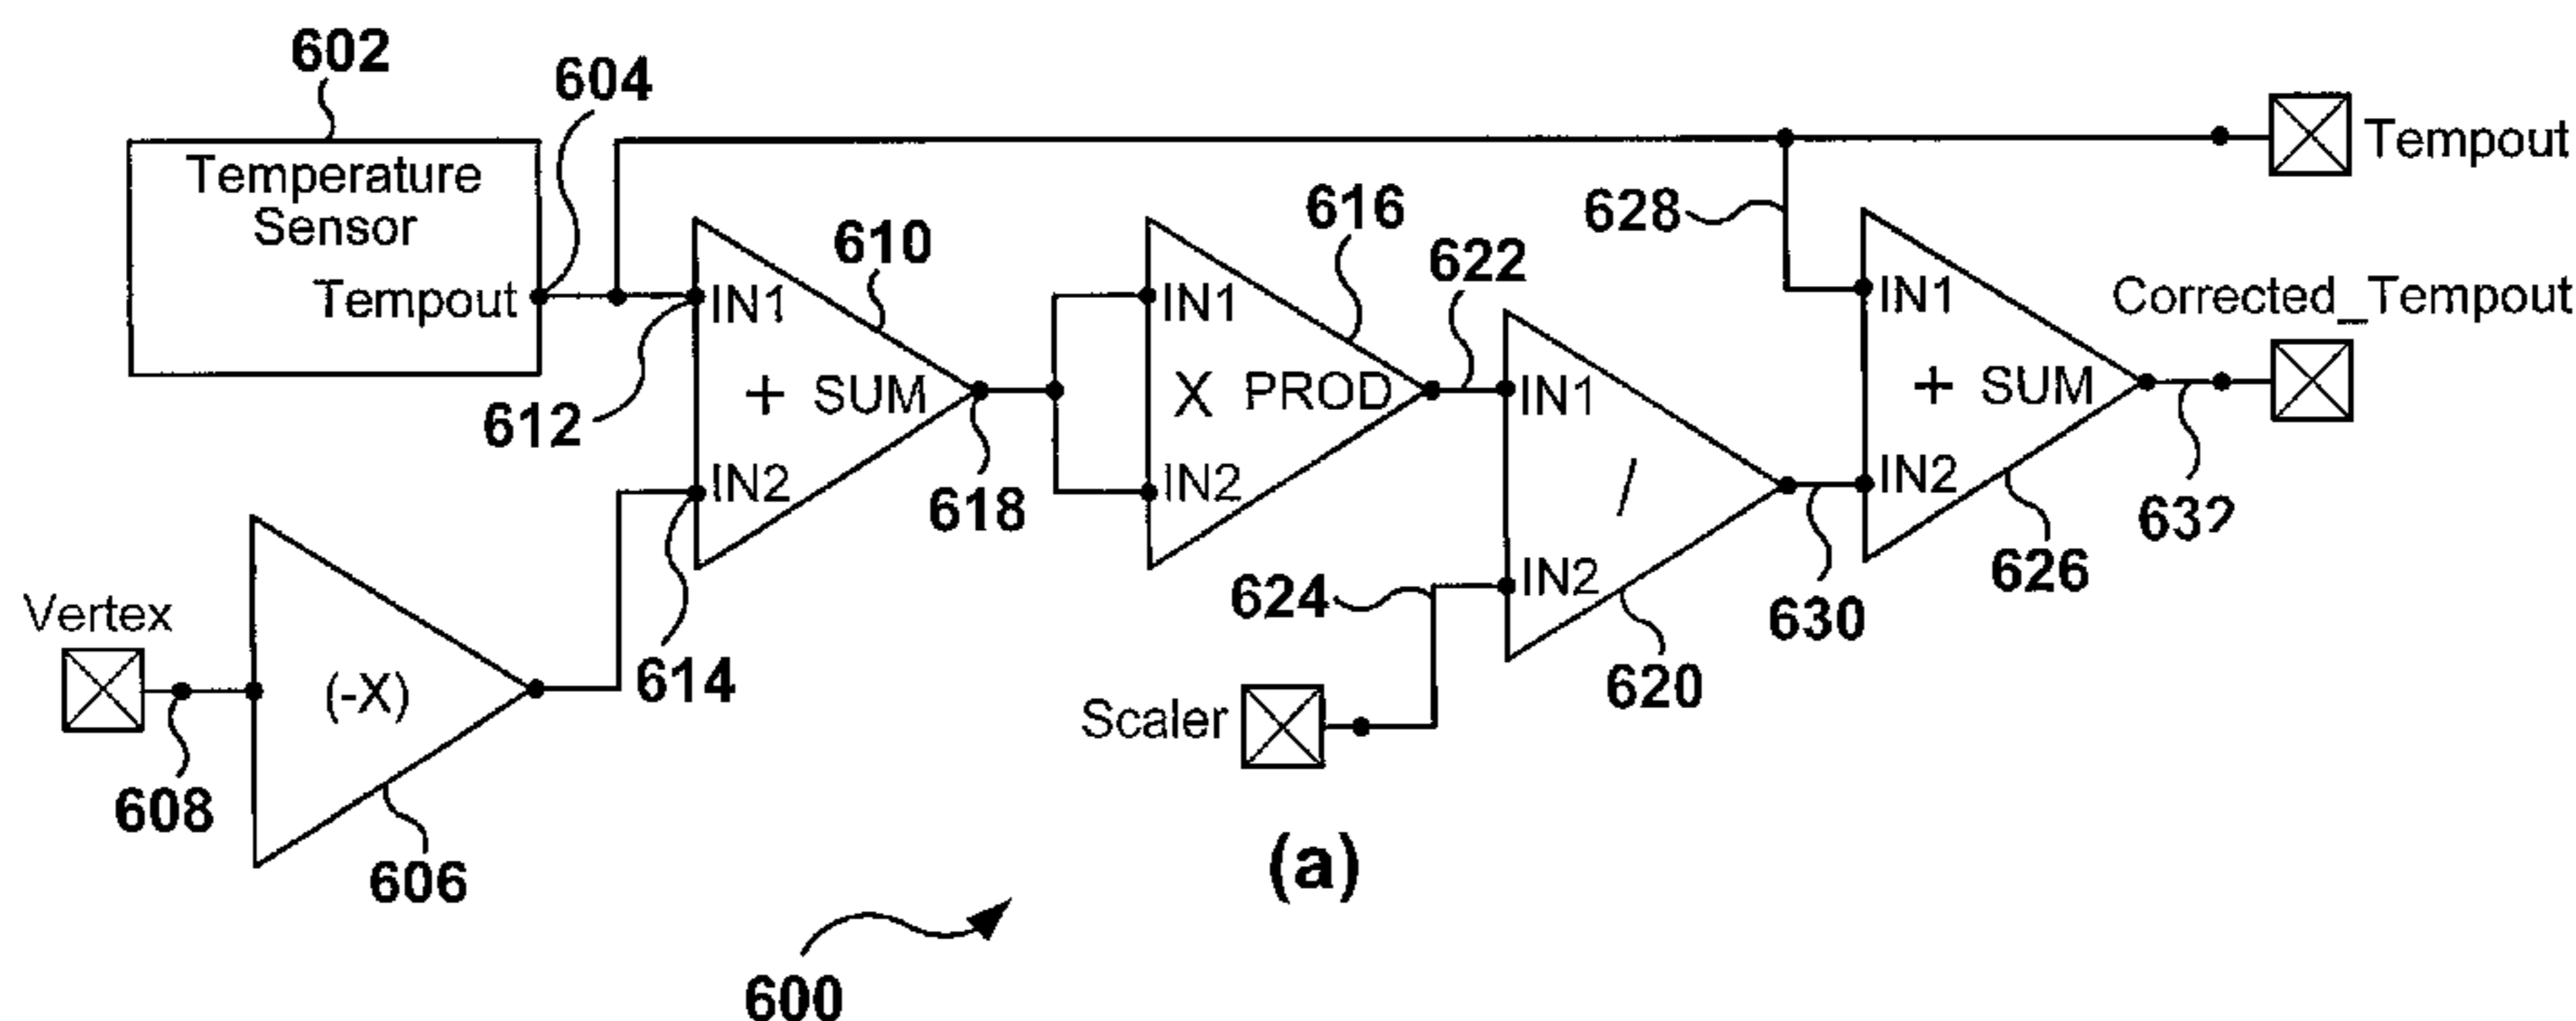 602
604
Temperature
Sensor
Tempout
Tempout
628
616
610
622
IN1
IN1
IN1
Corrected_Tempout
+ SUM
X PROD
IN1
+ SUM
612
IN2
IN2
IN2
618
/
632
626
Vertex
614
624
IN2
630
(-X)
620
Scaler
608
606
(a)
600